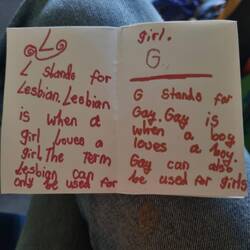 L
L stands for
Lesbian. Lesbian
is when a
girl Loves a
girl. The Term
Lesbian can
only be used for
girl.
G.
G stands for
Gay. Gay is
when a boy
loves a boy.
Gay can also
be used for girls